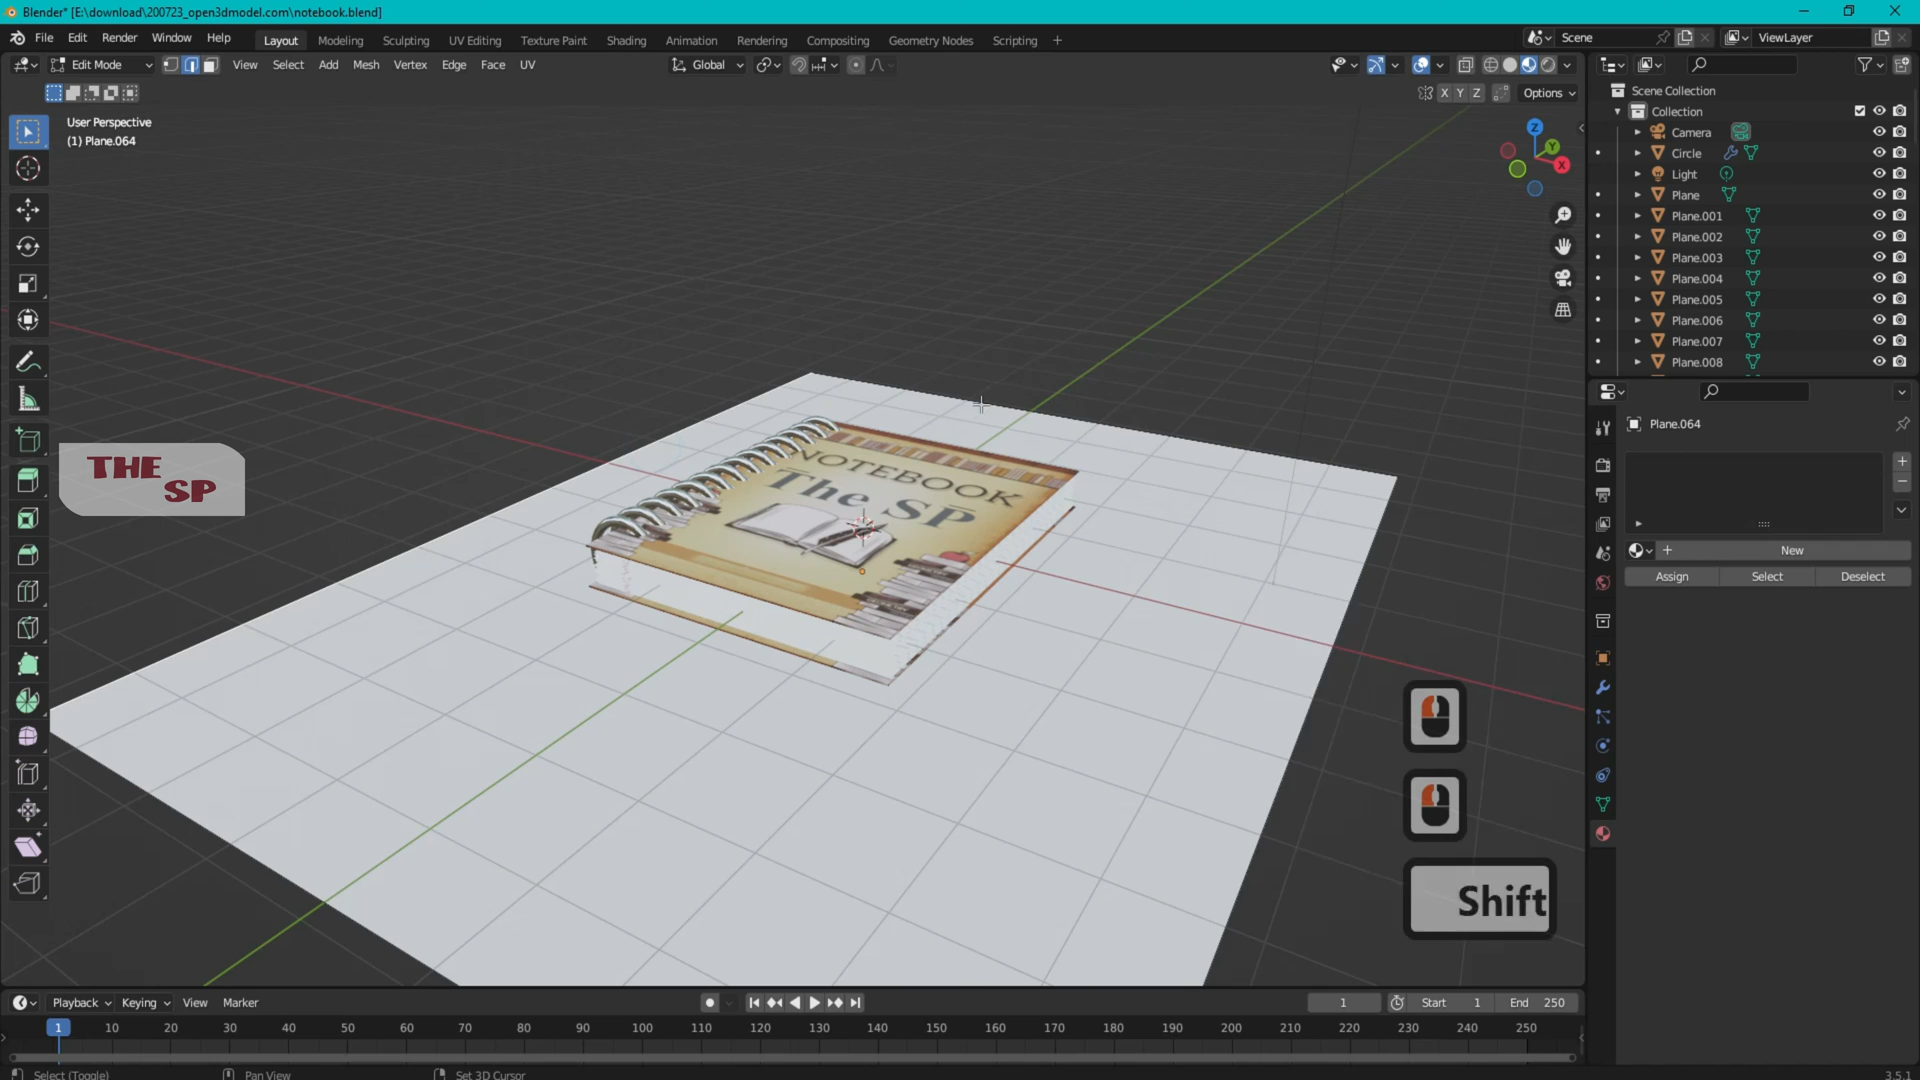 Blender* [E:\download\200723_open3dmodel.com\notebook.blend]
File Edit Render Window Help
Layout Modeling Sculpting UV Editing Texture Paint Shading Animation Rendering Compositing Geometry Nodes Scripting +
Scene
ViewLayer
Edit Mode
View Select Add Mesh Vertex Edge Face UV
Global
X Y Z
Options
User Perspective
(1) Plane.064
Z
Y
X
Scene Collection
Collection
Camera
Circle
Light
Plane
Plane.001
Plane.002
Plane.003
Plane.004
Plane.005
Plane.006
Plane.007
Plane.008
Plane.064
New
Assign Select Deselect
THE
SP
NOTEBOOK
The SP
Shift
Playback Keying View Marker
1
Start 1 End 250
1 10 20 30 40 50 60 70 80 90 100 110 120 130 140 150 160 170 180 190 200 210 220 230 240 250
Select (Toggle) Pan View Set 3D Cursor
3.5.1